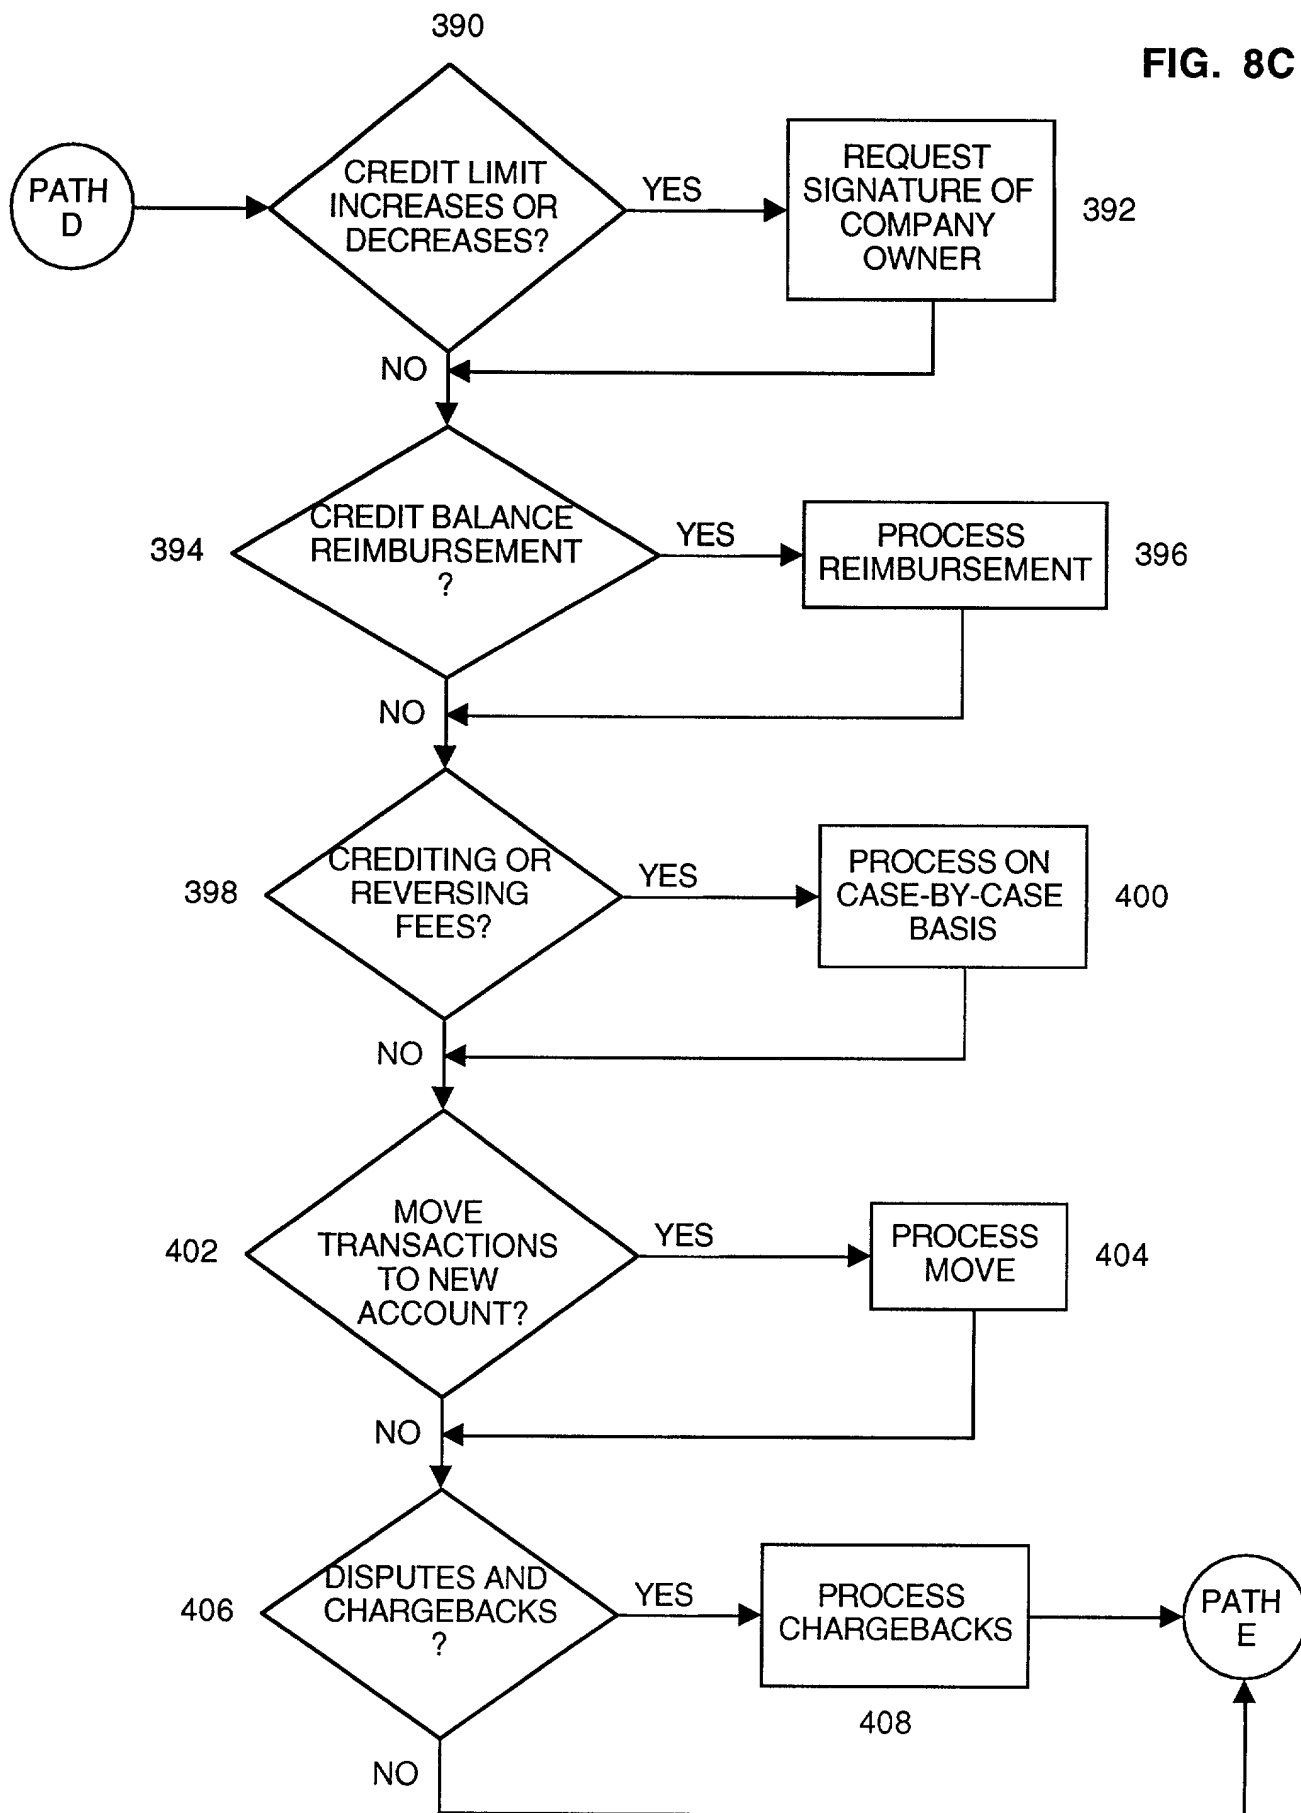 390
FIG. 8C
PATH
D
CREDIT LIMIT
INCREASES OR
DECREASES?
YES
REQUEST
SIGNATURE OF
COMPANY
OWNER
392
NO
394
CREDIT BALANCE
REIMBURSEMENT
?
YES
PROCESS
REIMBURSEMENT
396
NO
398
CREDITING OR
REVERSING
FEES?
YES
PROCESS ON
CASE-BY-CASE
BASIS
400
NO
402
MOVE
TRANSACTIONS
TO NEW
ACCOUNT?
YES
PROCESS
MOVE
404
NO
406
DISPUTES AND
CHARGEBACKS
?
YES
PROCESS
CHARGEBACKS
408
PATH
E
NO